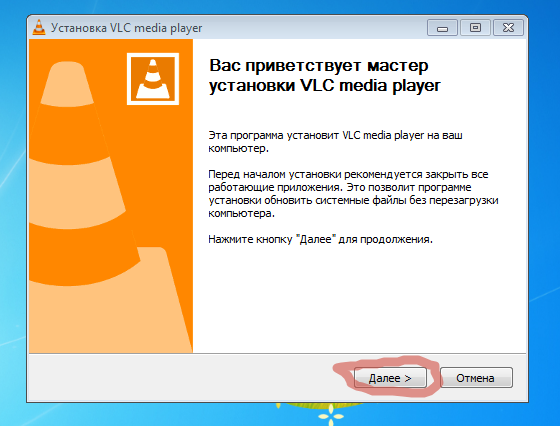 Установка VLC media player
Вас приветствует мастер
установки VLC media player
Эта программа установит VLC media player на ваш
компьютер.
Перед началом установки рекомендуется закрыть все
работающие приложения. Это позволит программе
установки обновить системные файлы без перезагрузки
компьютера.
Нажмите кнопку "Далее" для продолжения.
Далее >
Отмена